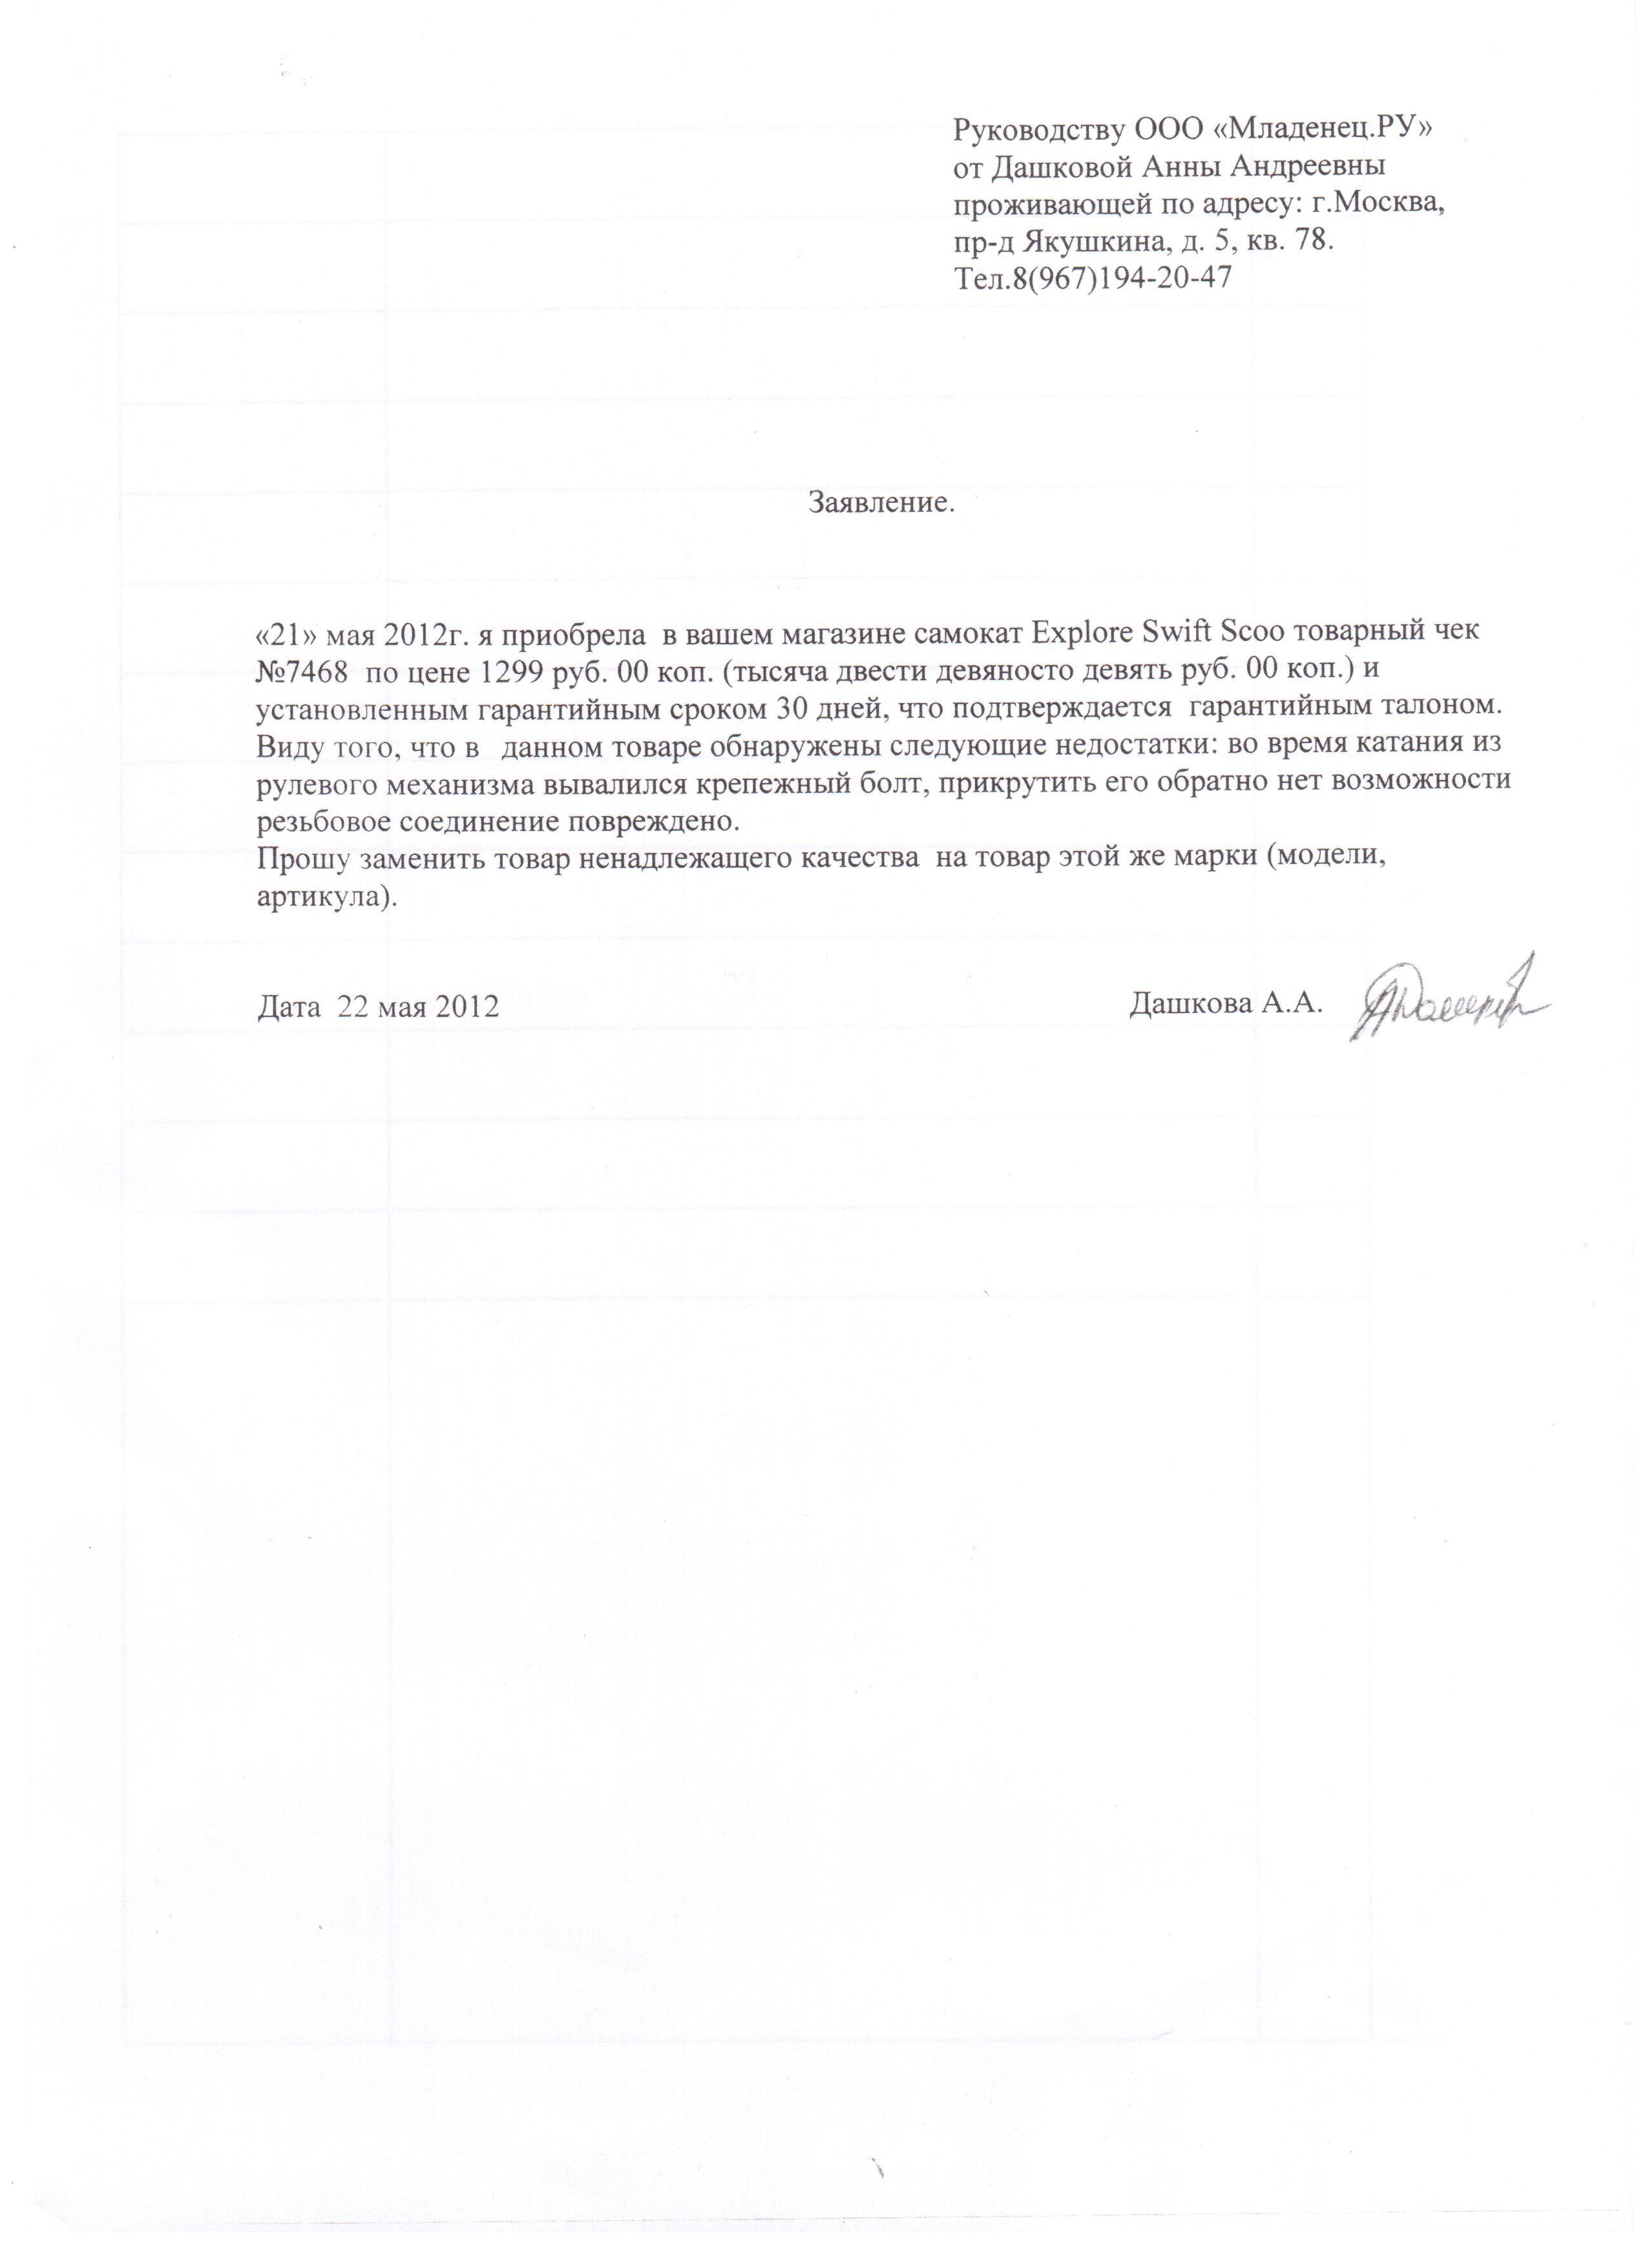 Руководству ООО «Младенец.РУ»
от Дашковой Анны Андреевны
проживающей по адресу: г.Москва,
пр-д Якушкина, д. 5, кв. 78.
Тел.8(967)194-20-47
Заявление.
«21» мая 2012г. я приобрела в вашем магазине самокат Explore Swift Scoo товарный чек
№7468 по цене 1299 руб. 00 коп. (тысяча двести девяносто девять руб. 00 коп.) и
установленным гарантийным сроком 30 дней, что подтверждается гарантийным талоном.
Виду того, что в данном товаре обнаружены следующие недостатки: во время катания из
рулевого механизма вывалился крепежный болт, прикрутить его обратно нет возможности
резьбовое соединение повреждено.
Прошу заменить товар ненадлежащего качества на товар этой же марки (модели,
артикула).
Дата 22 мая 2012 Дашкова А.А.